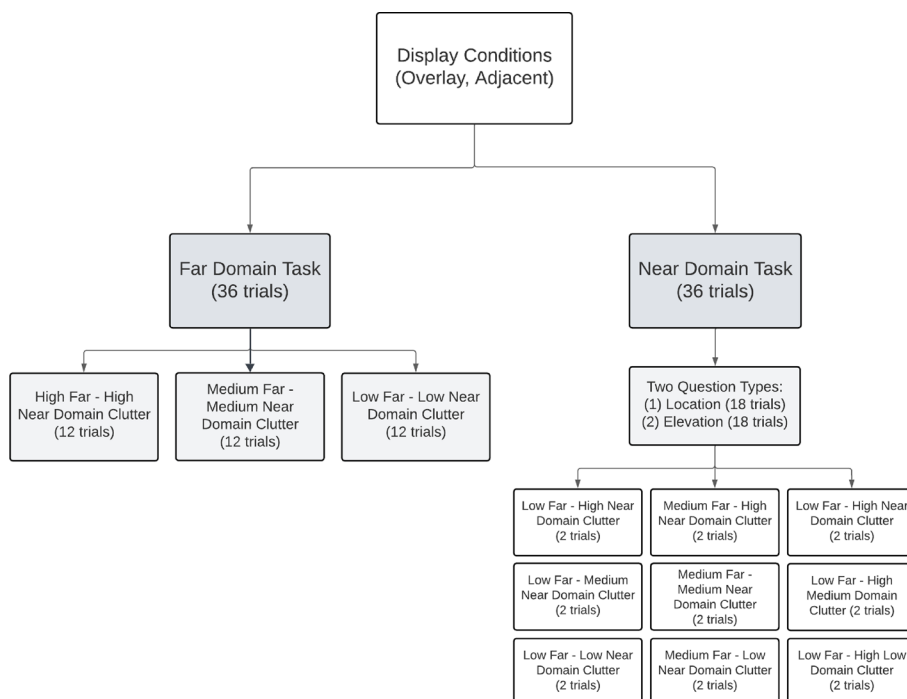 Display Conditions
(Overlay, Adjacent)
Far Domain Task
(36 trials)
Near Domain Task
(36 trials)
High Far - High
Near Domain Clutter
(12 trials)
Medium Far -
Medium Near
Domain Clutter
(12 trials)
Low Far - Low Near
Domain Clutter
(12 trials)
Two Question Types:
(1) Location (18 trials)
(2) Elevation (18 trials)
Low Far - High Near
Domain Clutter
(2 trials)
Medium Far - High
Near Domain Clutter
(2 trials)
Low Far - High Near
Domain Clutter
(2 trials)
Low Far - Medium
Near Domain Clutter
(2 trials)
Medium Far -
Medium Near
Domain Clutter
(2 trials)
Low Far - High
Medium Domain
Clutter (2 trials)
Low Far - Low Near
Domain Clutter
(2 trials)
Medium Far - Low
Near Domain Clutter
(2 trials)
Low Far - High Low
Domain Clutter
(2 trials)